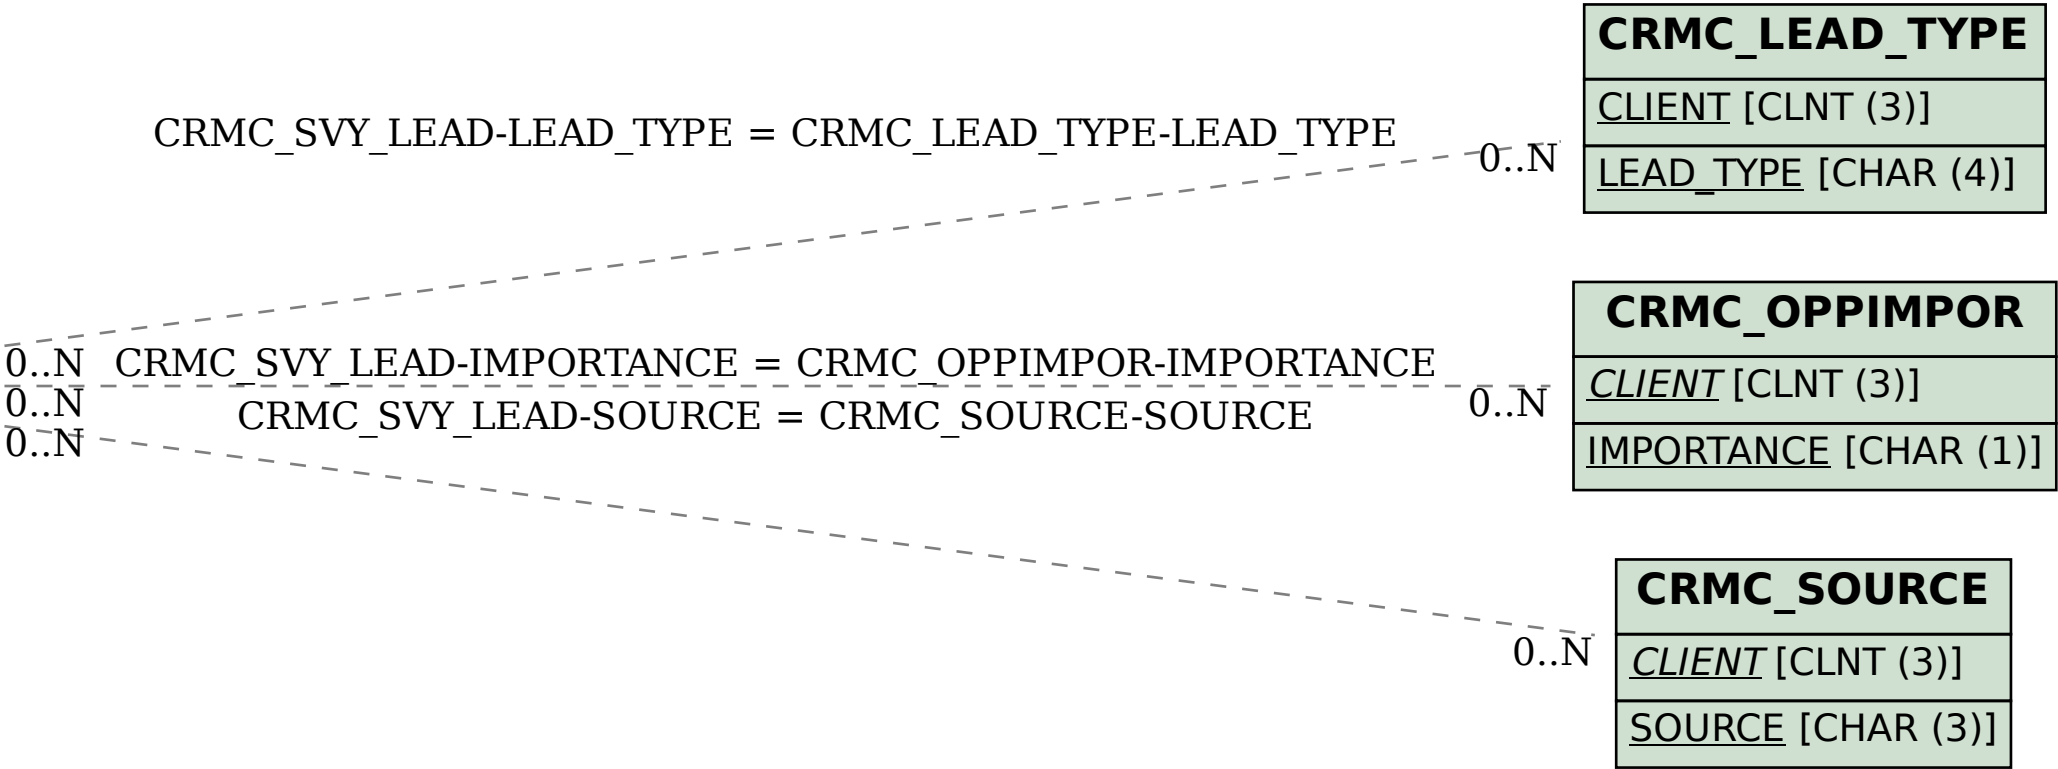 CRMC_LEAD_TYPE
CLIENT [CLNT (3)]
LEAD_TYPE [CHAR (4)]
CRMC_SVY_LEAD-LEAD_TYPE = CRMC_LEAD_TYPE-LEAD_TYPE
0..N
0..N
CRMC_SVY_LEAD-IMPORTANCE = CRMC_OPPIMPOR-IMPORTANCE
0..N
0..N
CRMC_OPPIMPOR
CLIENT [CLNT (3)]
IMPORTANCE [CHAR (1)]
CRMC_SVY_LEAD-SOURCE = CRMC_SOURCE-SOURCE
0..N
0..N
CRMC_SOURCE
CLIENT [CLNT (3)]
SOURCE [CHAR (3)]